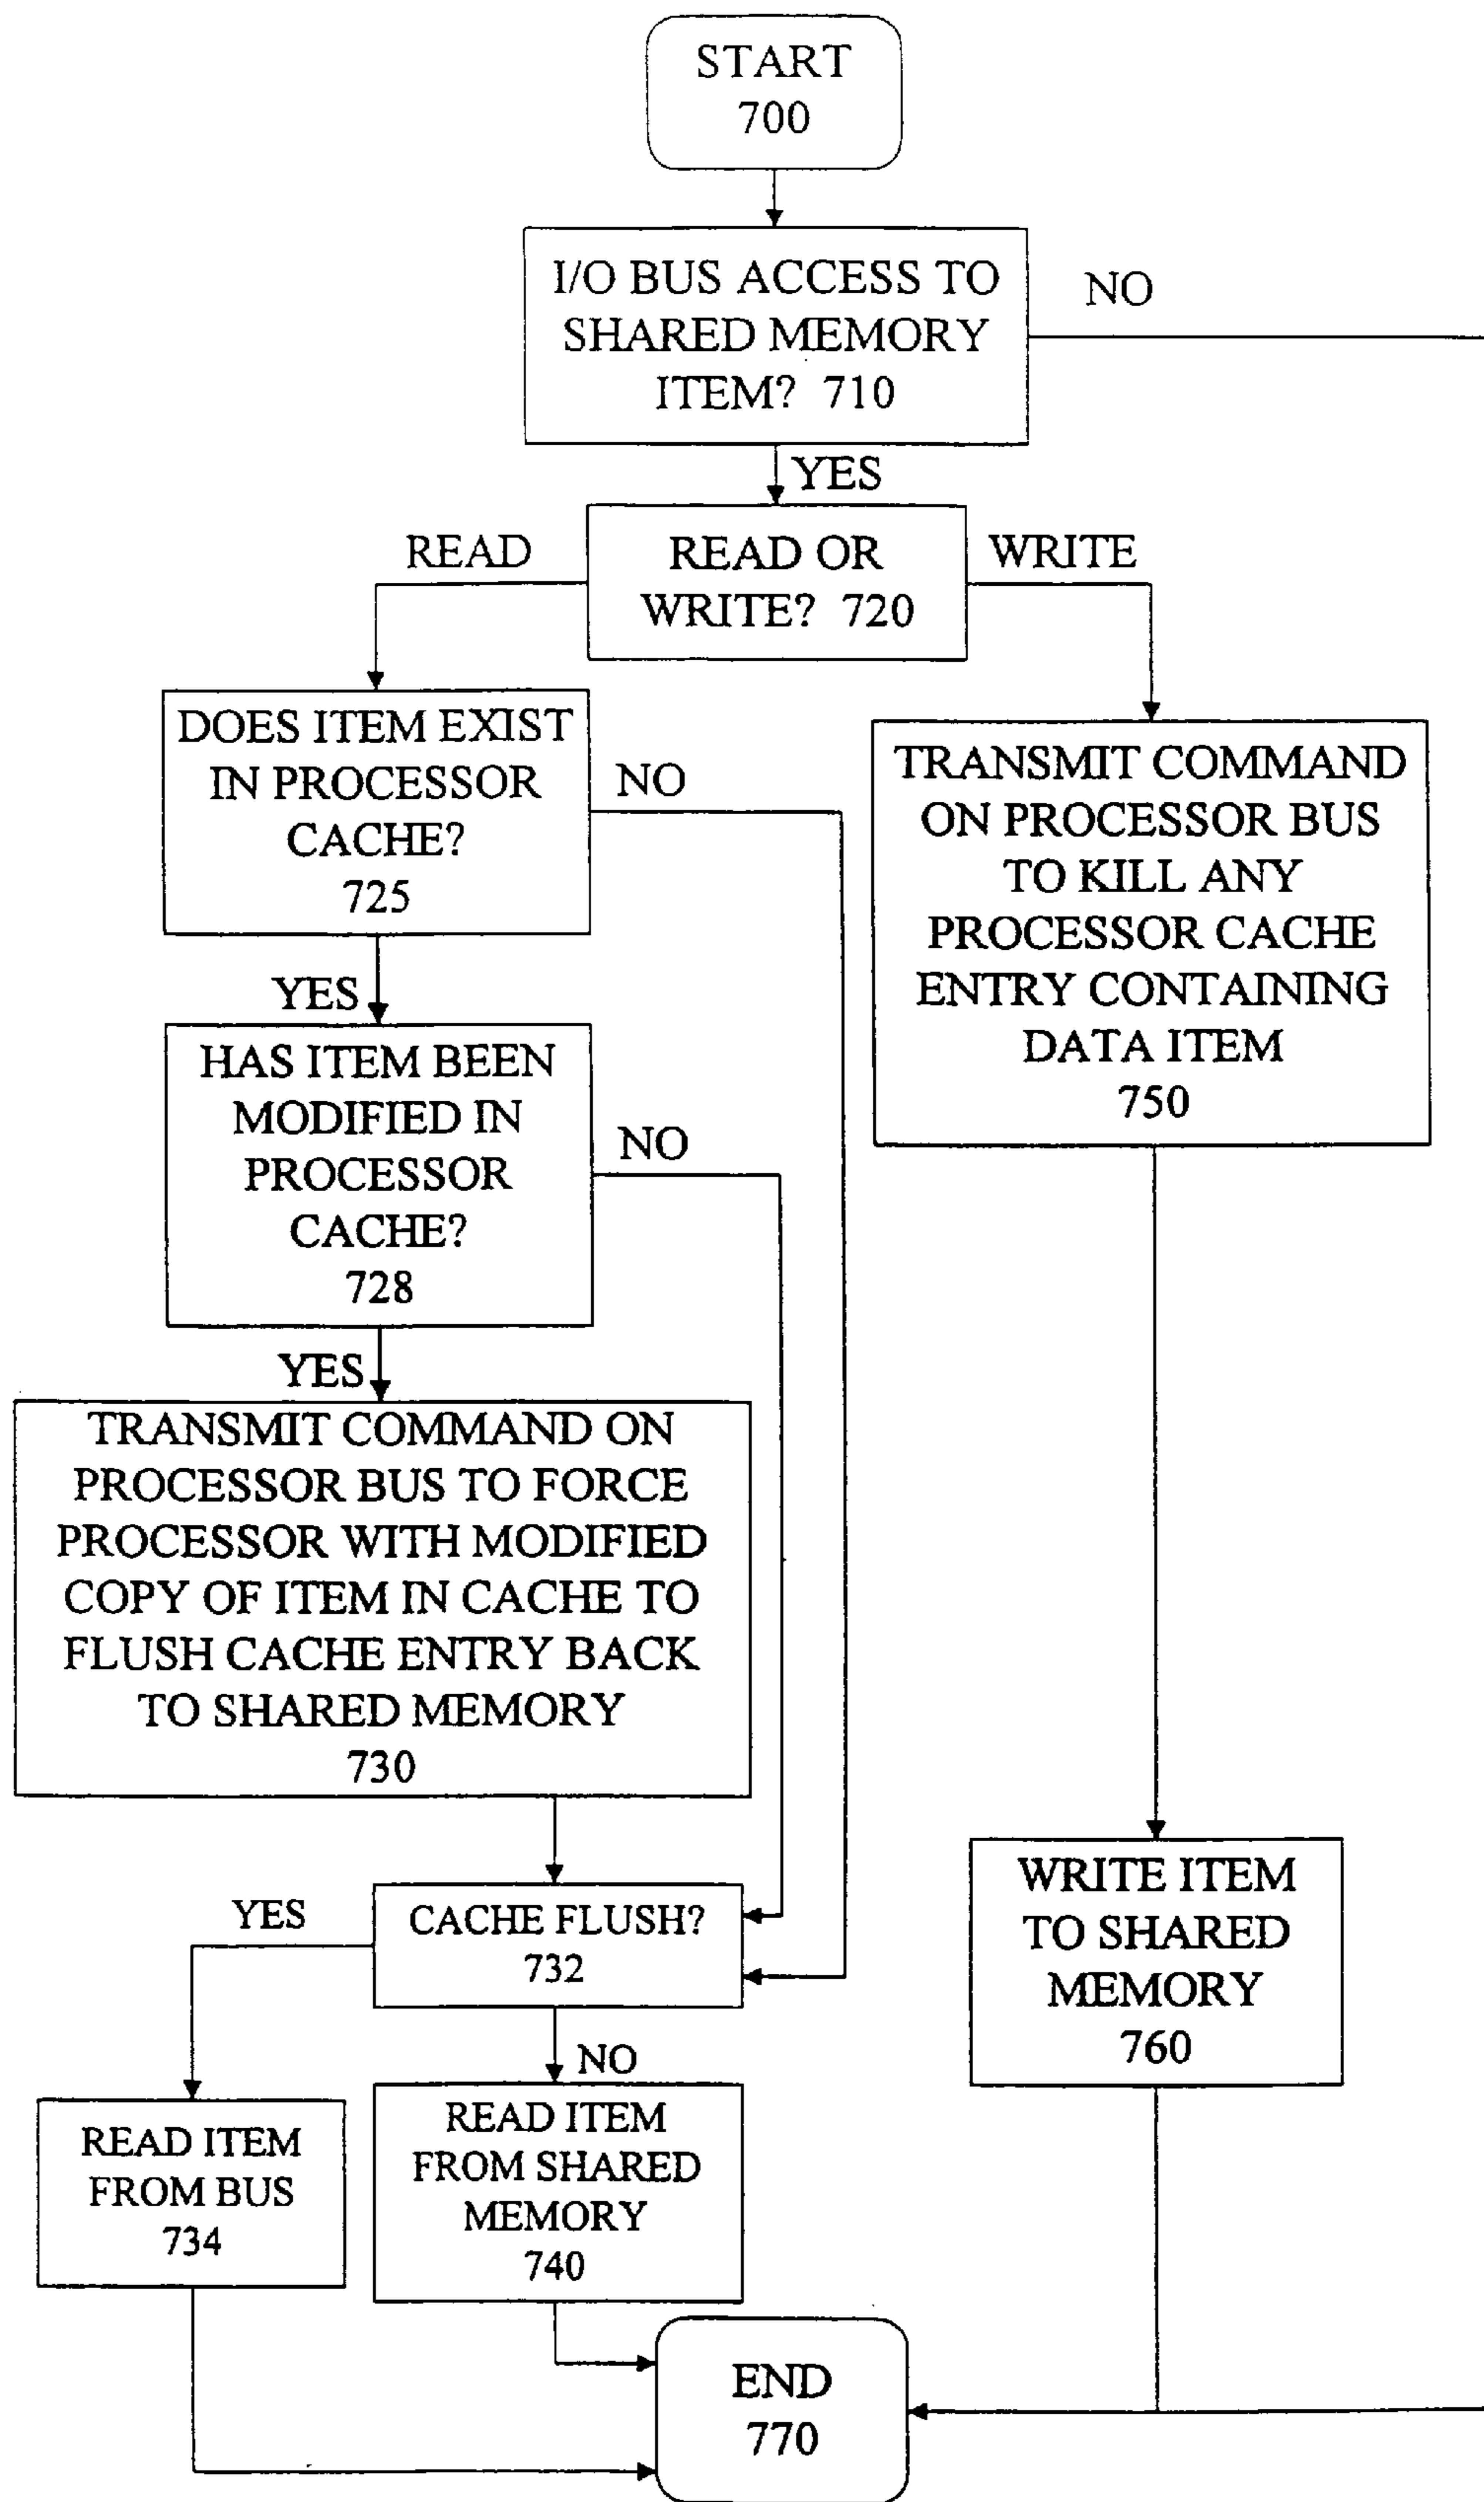 START
700
I/O BUS ACCESS TO
SHARED MEMORY
ITEM? 710
NO
YES
READ
READ OR
WRITE? 720
WRITE
DOES ITEM EXIST
IN PROCESSOR
CACHE?
725
NO
YES
TRANSMIT COMMAND
ON PROCESSOR BUS
TO KILL ANY
PROCESSOR CACHE
ENTRY CONTAINING
DATA ITEM
750
HAS ITEM BEEN
MODIFIED IN
PROCESSOR
CACHE?
728
NO
YES
TRANSMIT COMMAND ON
PROCESSOR BUS TO FORCE
PROCESSOR WITH MODIFIED
COPY OF ITEM IN CACHE TO
FLUSH CACHE ENTRY BACK
TO SHARED MEMORY
730
YES
CACHE FLUSH?
732
NO
WRITE ITEM
TO SHARED
MEMORY
760
READ ITEM
FROM BUS
734
READ ITEM
FROM SHARED
MEMORY
740
END
770